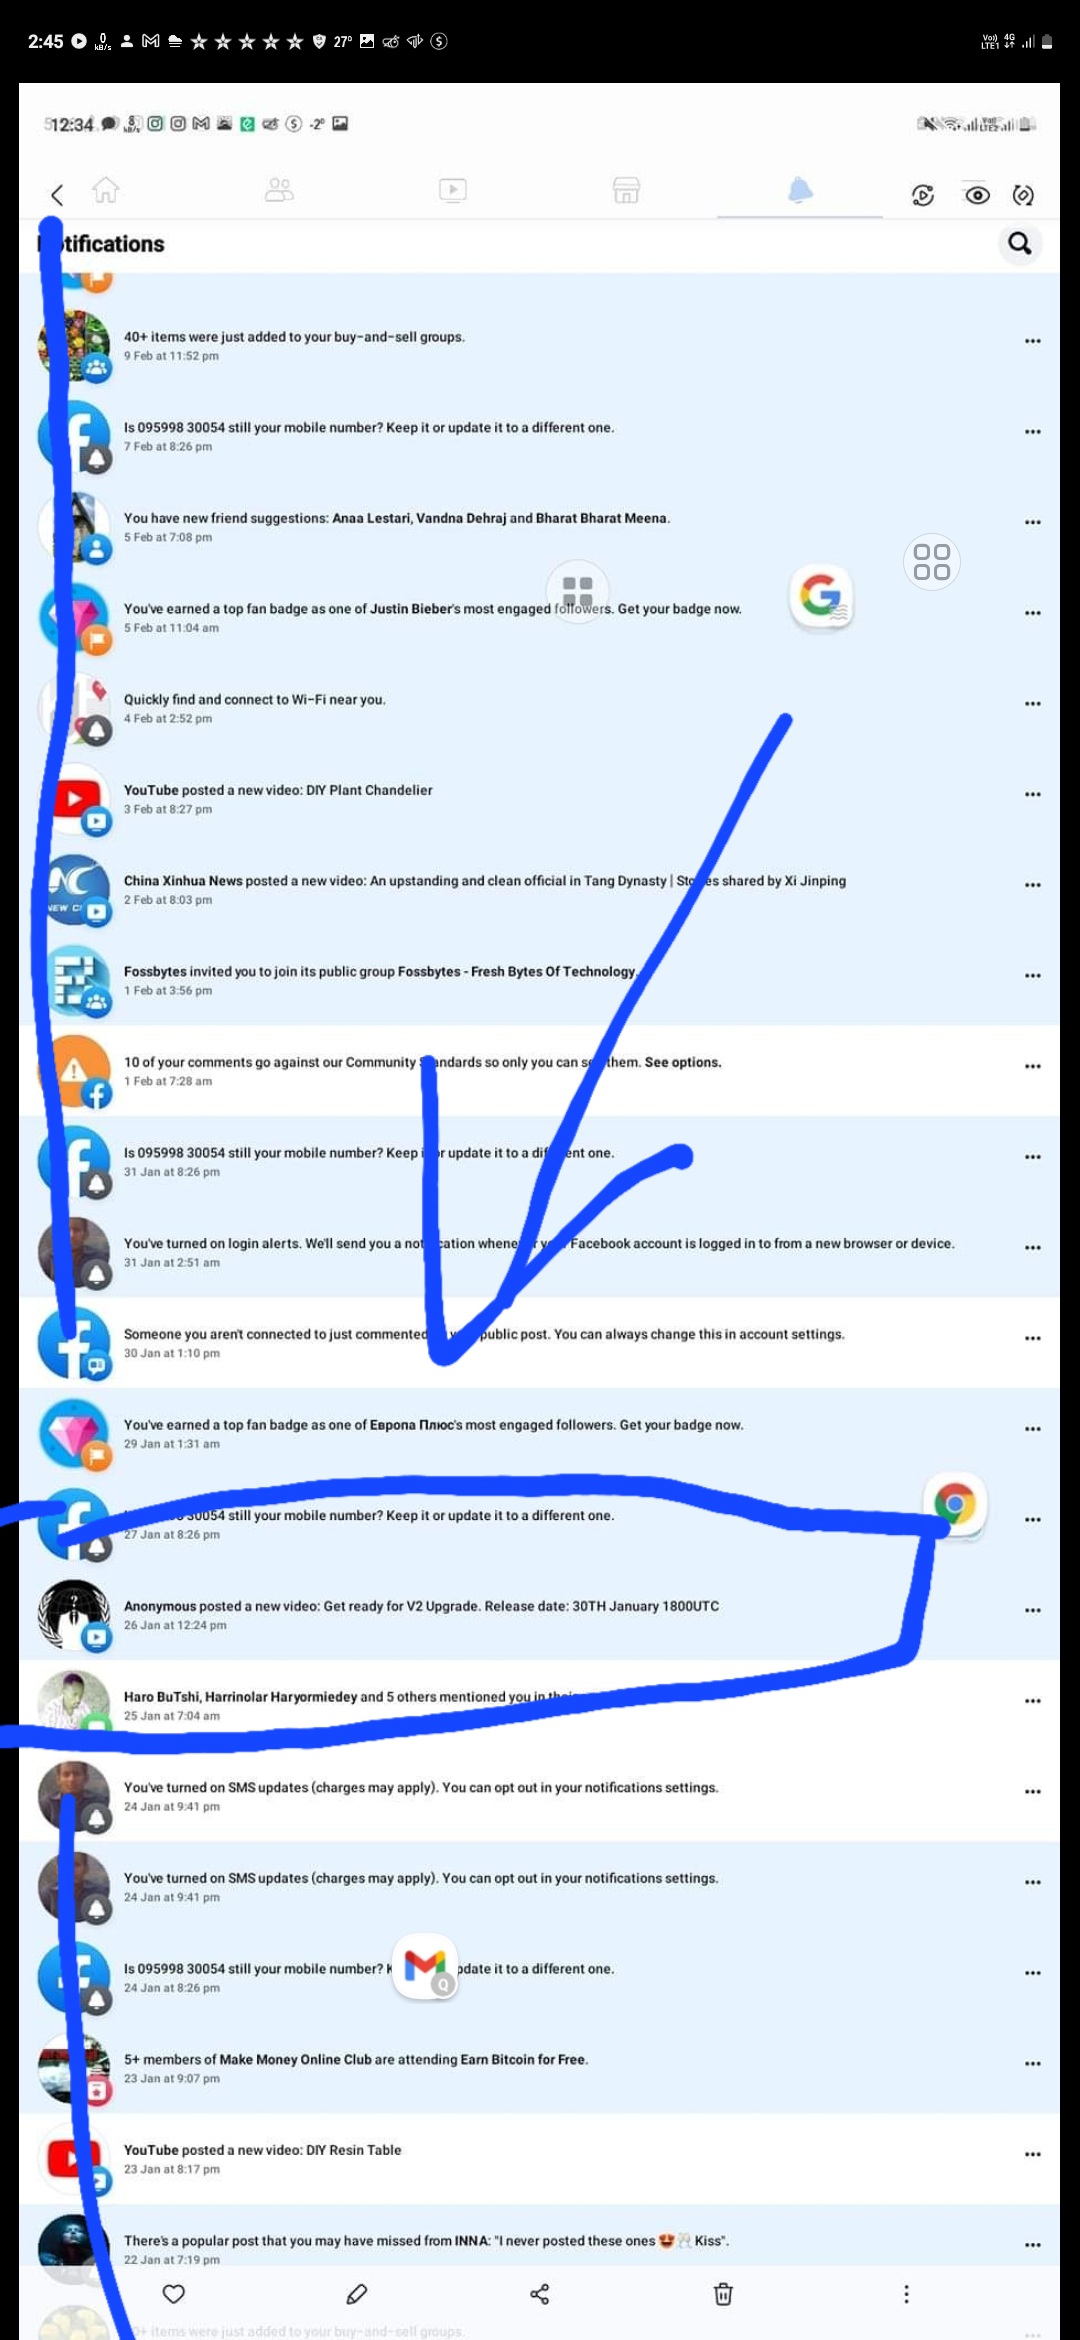 2:45
0
kB/s
27°
Vo)
LTE1
4G
12:34
8
kB/s
-2°
tifications
40+ items were just added to your buy-and-sell groups.
9 Feb at 11:52 pm
Is 095998 30054 still your mobile number? Keep it or update it to a different one.
7 Feb at 8:26 pm
You have new friend suggestions: Anaa Lestari, Vandna Dehraj and Bharat Bharat Meena.
5 Feb at 7:08 pm
You've earned a top fan badge as one of Justin Bieber's most engaged followers. Get your badge now.
5 Feb at 11:04 am
Quickly find and connect to Wi-Fi near you.
4 Feb at 2:52 pm
YouTube posted a new video: DIY Plant Chandelier
3 Feb at 8:27 pm
China Xinhua News posted a new video: An upstanding and clean official in Tang Dynasty | Stories shared by Xi Jinping
2 Feb at 8:03 pm
Fossbytes invited you to join its public group Fossbytes - Fresh Bytes Of Technology.
1 Feb at 3:56 pm
10 of your comments go against our Community Standards so only you can see them. See options.
1 Feb at 7:28 am
Is 095998 30054 still your mobile number? Keep it or update it to a different one.
31 Jan at 8:26 pm
You've turned on login alerts. We'll send you a notification whenever your Facebook account is logged in to from a new browser or device.
31 Jan at 2:51 am
Someone you aren't connected to just commented on your public post. You can always change this in account settings.
30 Jan at 1:10 pm
You've earned a top fan badge as one of Европа Плюс's most engaged followers. Get your badge now.
29 Jan at 1:31 am
30054 still your mobile number? Keep it or update it to a different one.
27 Jan at 8:26 pm
Anonymous posted a new video: Get ready for V2 Upgrade. Release date: 30TH January 1800UTC
26 Jan at 12:24 pm
Haro BuTshi, Harrinolar Haryormiedey and 5 others mentioned you in
25 Jan at 7:04 am
You've turned on SMS updates (charges may apply). You can opt out in your notifications settings.
24 Jan at 9:41 pm
You've turned on SMS updates (charges may apply). You can opt out in your notifications settings.
24 Jan at 9:41 pm
Is 095998 30054 still your mobile number? K pdate it to a different one.
24 Jan at 8:26 pm
5+ members of Make Money Online Club are attending Earn Bitcoin for Free.
23 Jan at 9:07 pm
YouTube posted a new video: DIY Resin Table
23 Jan at 8:17 pm
There's a popular post that you may have missed from INNA: "I never posted these ones 😍🥂 Kiss".
22 Jan at 7:19 pm
0+ items were just added to your buy-and-sell groups.